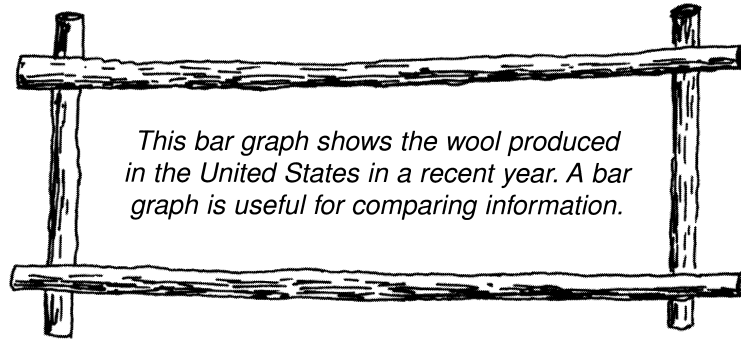 This bar graph shows the wool produced
in the United States in a recent year. A bar
graph is useful for comparing information.